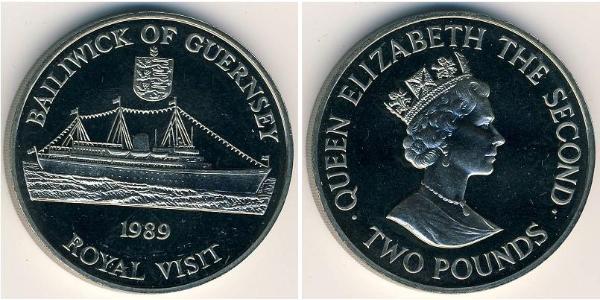 BAILIWICK OF GUERNSEY
1989
ROYAL VISIT
· QUEEN ELIZABETH THE SECOND ·
TWO POUNDS